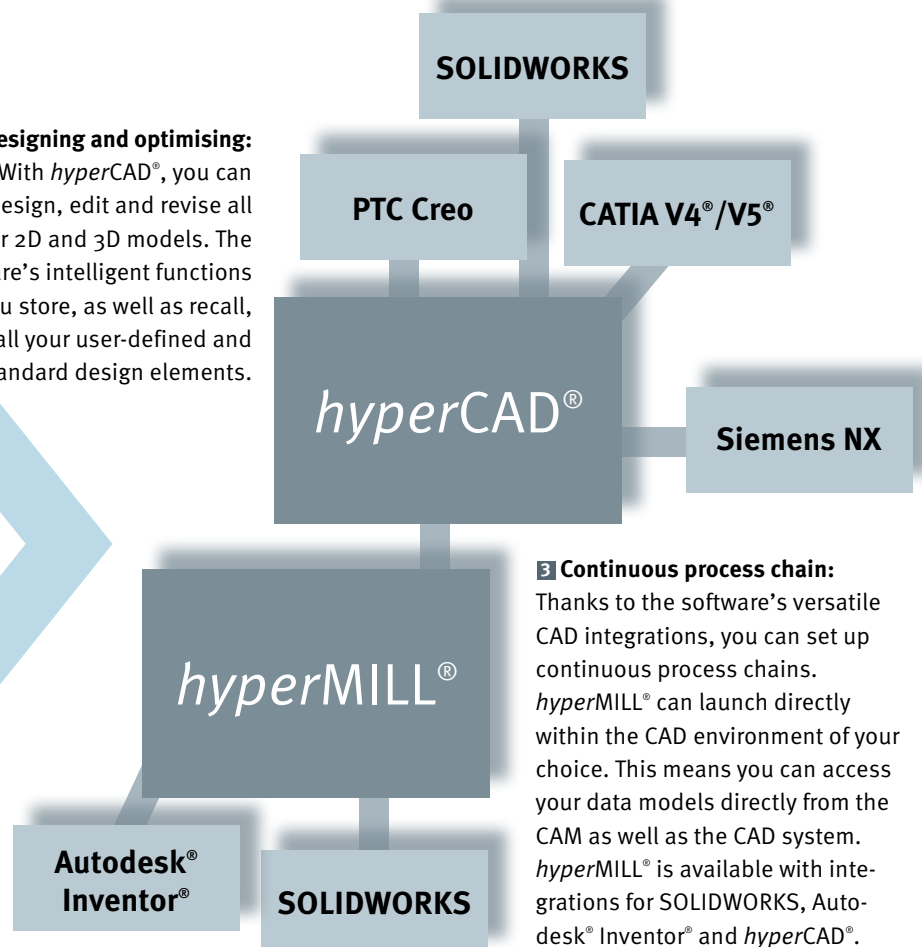 SOLIDWORKS
esigning and optimising:
With hyperCAD®, you can
esign, edit and revise all
r 2D and 3D models. The
are's intelligent functions
u store, as well as recall,
all your user-defined and
andard design elements.
PTC Creo
CATIA V4®/V5®
hyperCAD®
Siemens NX
hyperMILL®
3 Continuous process chain:
Thanks to the software's versatile
CAD integrations, you can set up
continuous process chains.
hyperMILL® can launch directly
within the CAD environment of your
choice. This means you can access
your data models directly from the
CAM as well as the CAD system.
hyperMILL® is available with inte-
grations for SOLIDWORKS, Auto-
desk® Inventor® and hyperCAD®.
Autodesk®
Inventor®
SOLIDWORKS